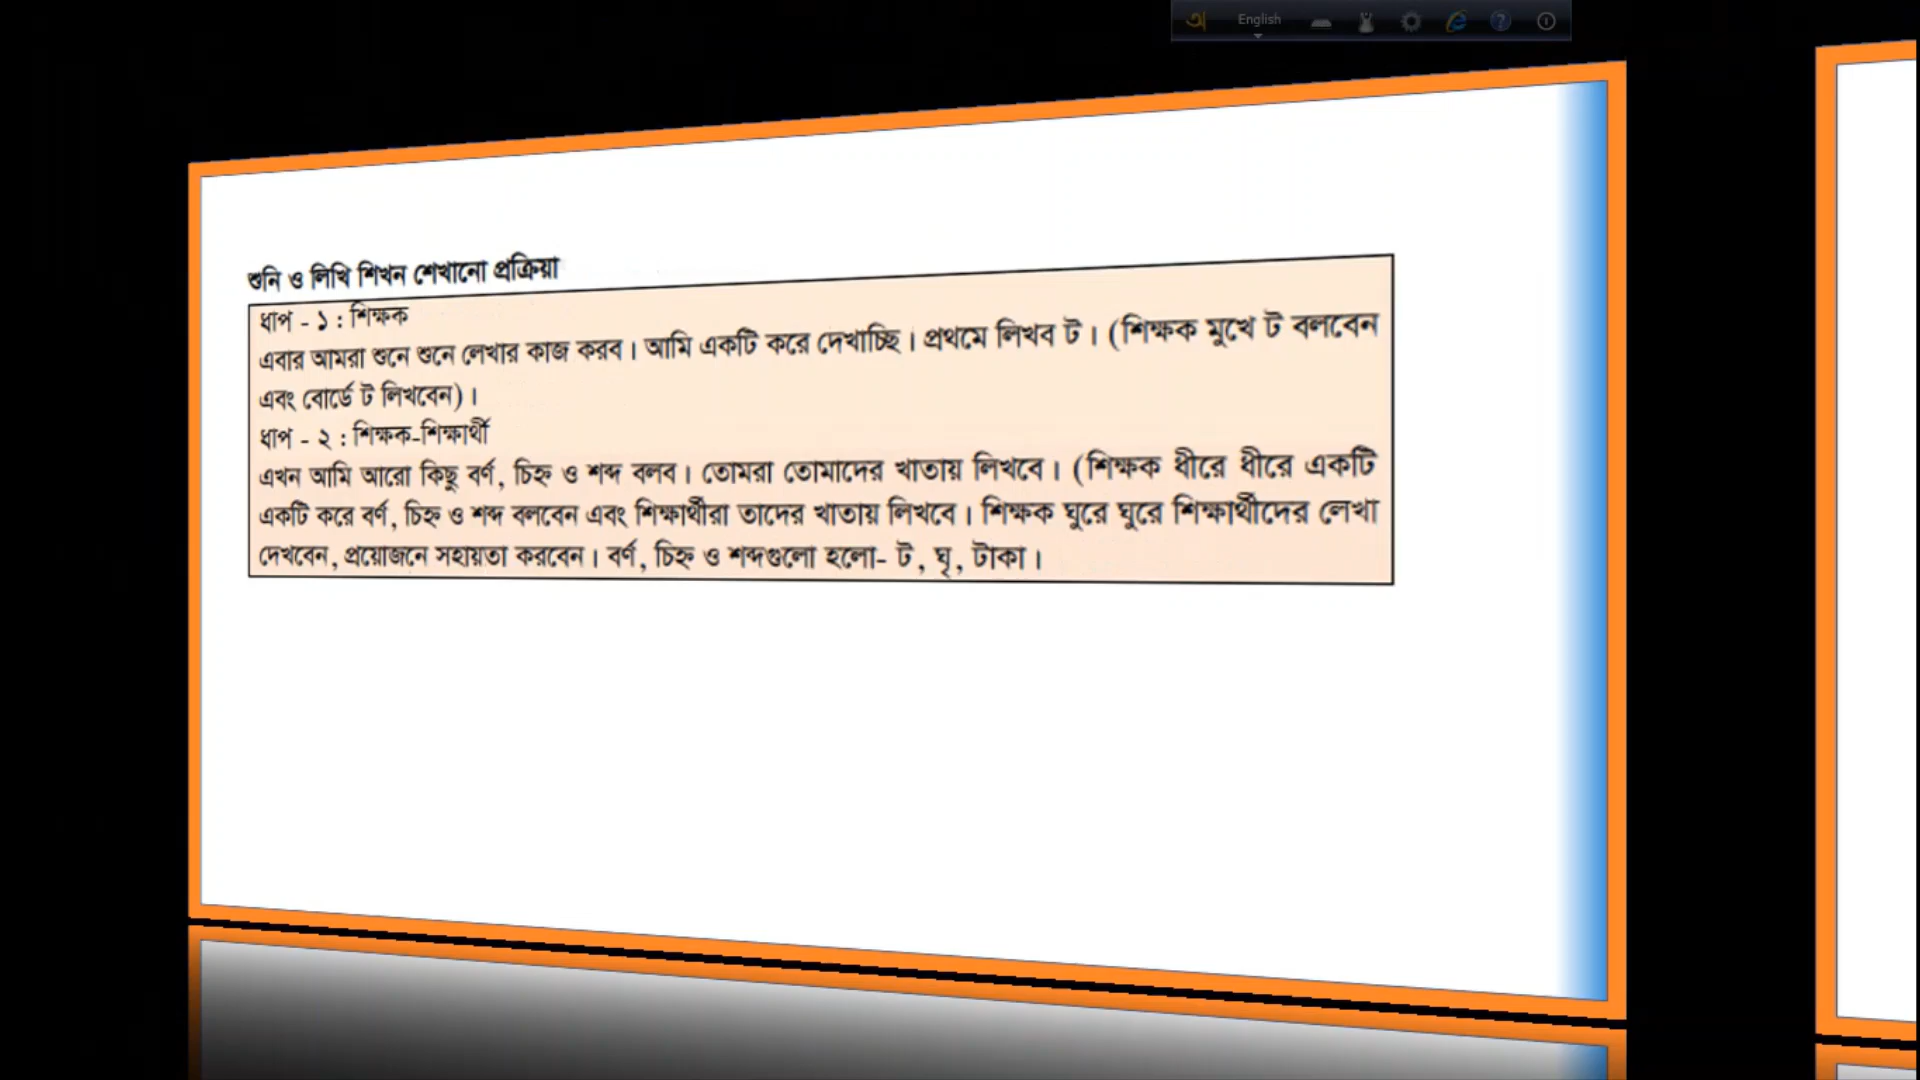 English
শুনি ও লিখি শিখন শেখানো প্রক্রিয়া
ধাপ - ১ : শিক্ষক
এবার আমরা শুনে শুনে লেখার কাজ করব। আমি একটি করে দেখাচ্ছি। প্রথমে লিখব ট। (শিক্ষক মুখে ট বলবেন
এবং বোর্ডে ট লিখবেন)।
ধাপ - ২ : শিক্ষক-শিক্ষার্থী
এখন আমি আরো কিছু বর্ণ, চিহ্ন ও শব্দ বলব। তোমরা তোমাদের খাতায় লিখবে। (শিক্ষক ধীরে ধীরে একটি
একটি করে বর্ণ, চিহ্ন ও শব্দ বলবেন এবং শিক্ষার্থীরা তাদের খাতায় লিখবে। শিক্ষক ঘুরে ঘুরে শিক্ষার্থীদের লেখা
দেখবেন, প্রয়োজনে সহায়তা করবেন। বর্ণ, চিহ্ন ও শব্দগুলো হলো- ট, ঘৃ, টাকা।